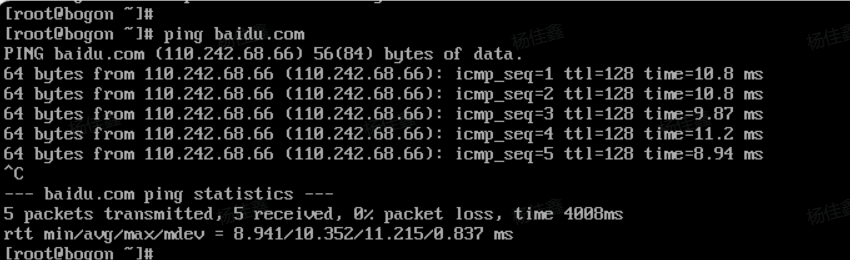 [root@bogon ~]#
[root@bogon ~]# ping baidu.com
PING baidu.com (110.242.68.66) 56(84) bytes of data.
64 bytes from 110.242.68.66 (110.242.68.66): icmp_seq=1 ttl=128 time=10.8 ms
64 bytes from 110.242.68.66 (110.242.68.66): icmp_seq=2 ttl=128 time=10.8 ms
64 bytes from 110.242.68.66 (110.242.68.66): icmp_seq=3 ttl=128 time=9.87 ms
64 bytes from 110.242.68.66 (110.242.68.66): icmp_seq=4 ttl=128 time=11.2 ms
64 bytes from 110.242.68.66 (110.242.68.66): icmp_seq=5 ttl=128 time=8.94 ms
^C
--- baidu.com ping statistics ---
5 packets transmitted, 5 received, 0% packet loss, time 4008ms
rtt min/avg/max/mdev = 8.941/10.352/11.215/0.837 ms
[root@bogon ~]#
杨佳鑫
杨佳鑫
杨佳鑫
杨佳鑫